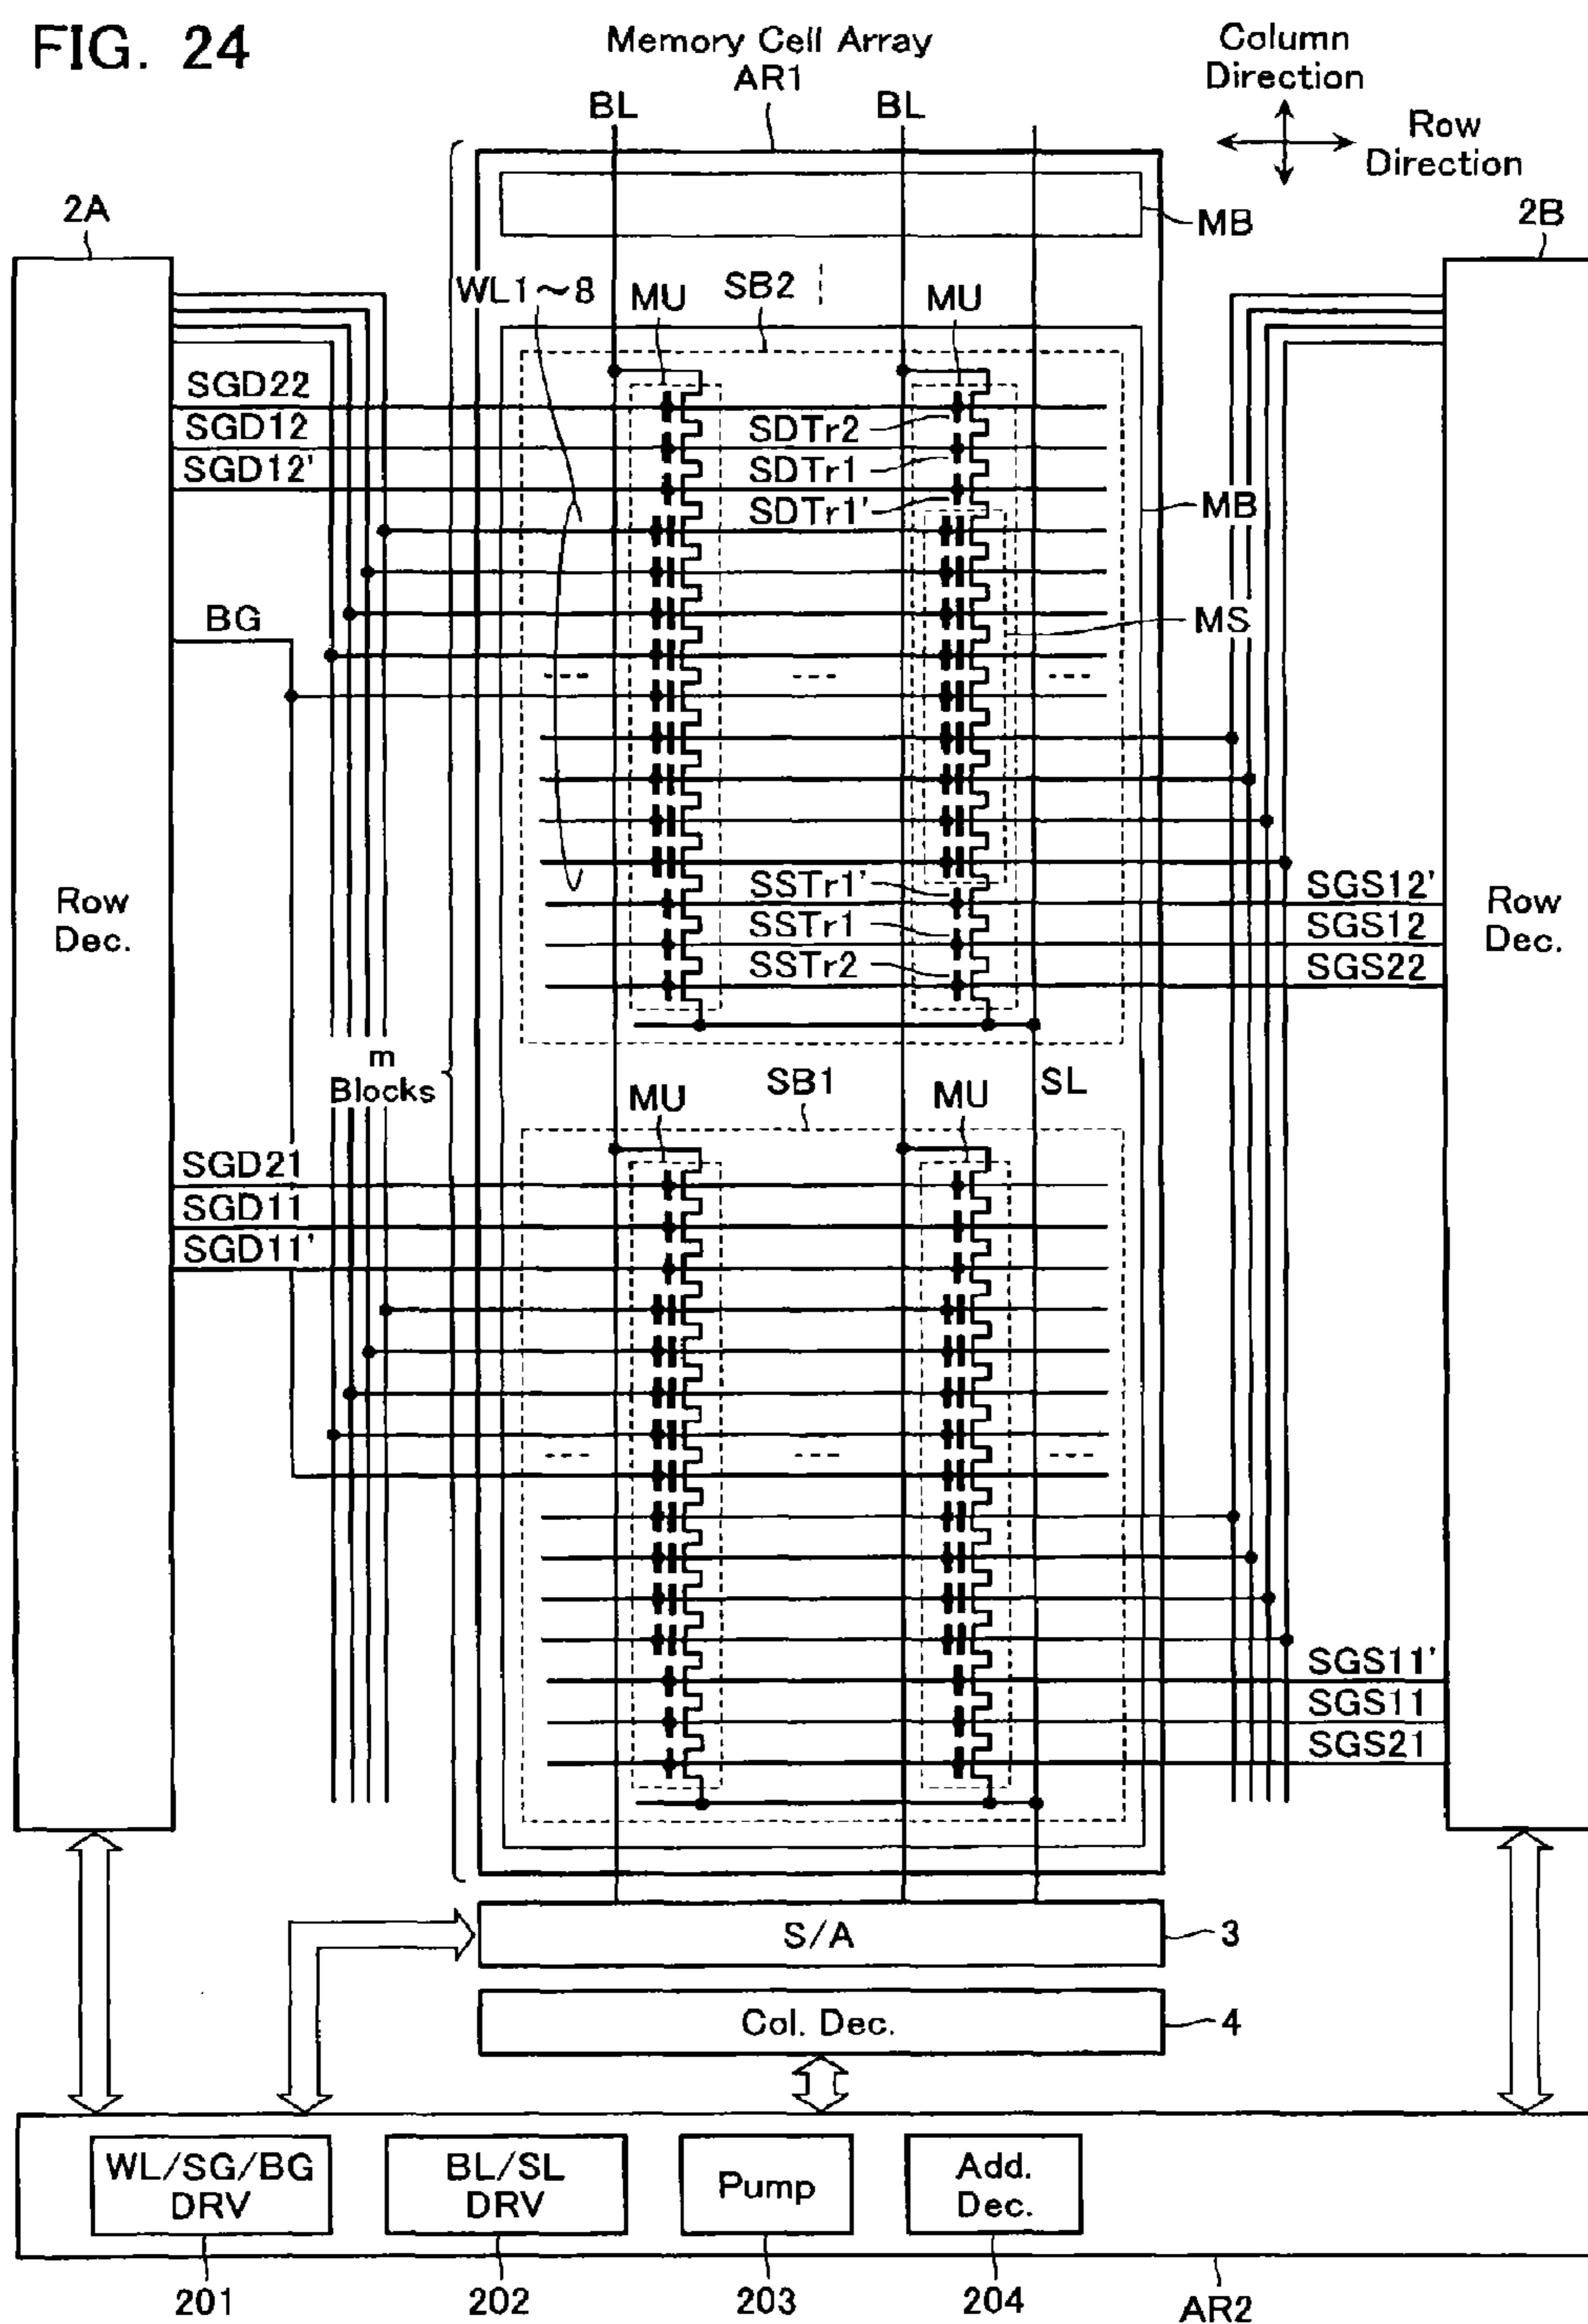 FIG. 24
Memory Cell Array
AR1
Column
Direction
Row
Direction
BL
BL
MB
2A
2B
WL1~8
MU
SB2
MU
SGD22
SGD12
SGD12'
SDTr2
SDTr1
SDTr1'
MB
BG
MS
Row
Dec.
Row
Dec.
SSTr1'
SSTr1
SSTr2
SGS12'
SGS12
SGS22
m
Blocks
MU
SB1
MU
SL
SGD21
SGD11
SGD11'
SGS11'
SGS11
SGS21
S/A
3
Col. Dec.
4
WL/SG/BG
DRV
BL/SL
DRV
Pump
Add.
Dec.
201
202
203
204
AR2